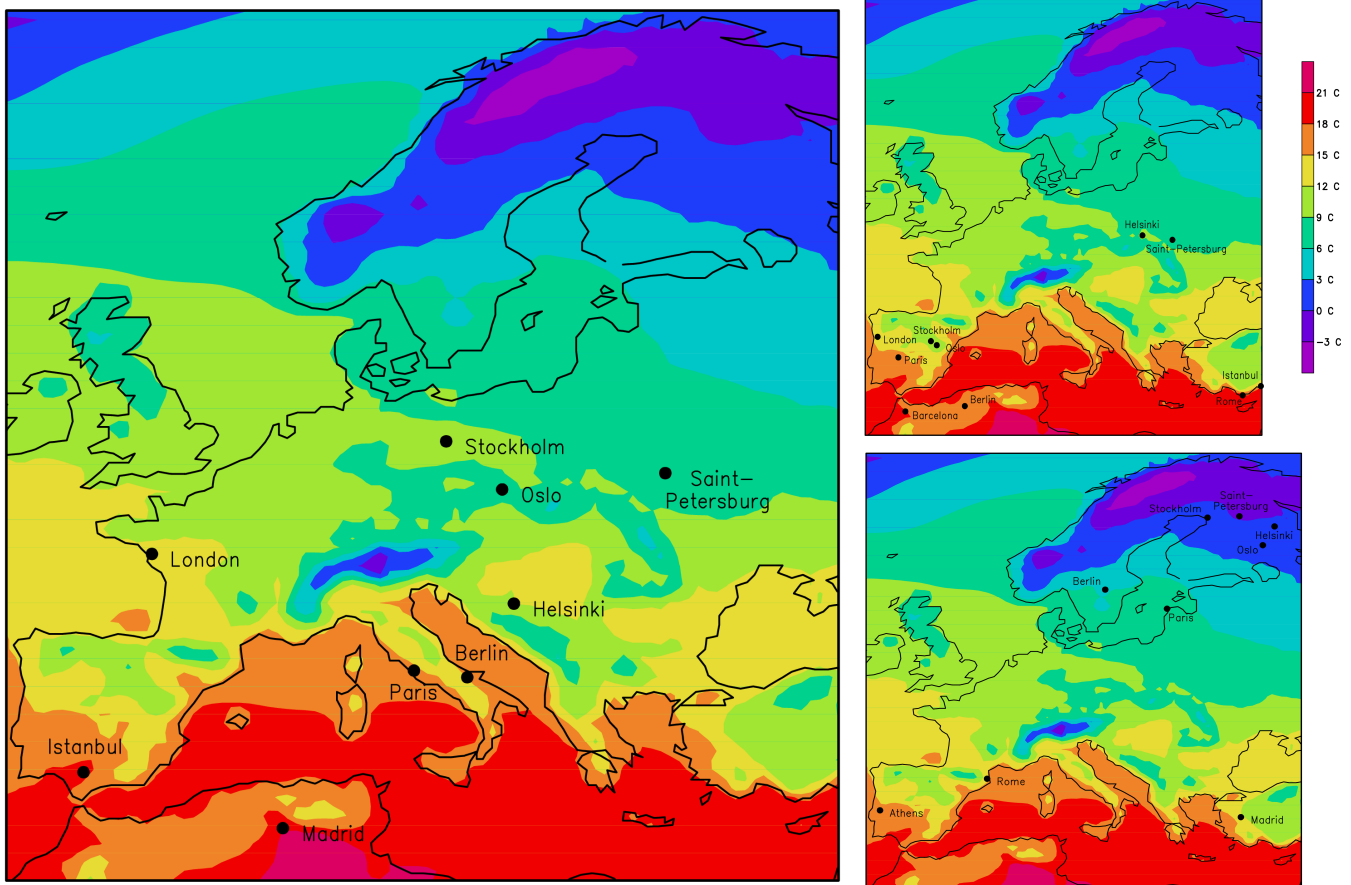 Stockholm
Oslo
Saint-
Petersburg
London
Helsinki
Berlin
Paris
Istanbul
Madrid
Helsinki
Saint-Petersburg
Stockholm
London
Oslo
Paris
Istanbul
Berlin
Rome
Barcelona
21 C
18 C
15 C
12 C
9 C
6 C
3 C
0 C
-3 C
Saint-
Stockholm Petersburg
Helsinki
Oslo
Berlin
Paris
Rome
Athens
Madrid